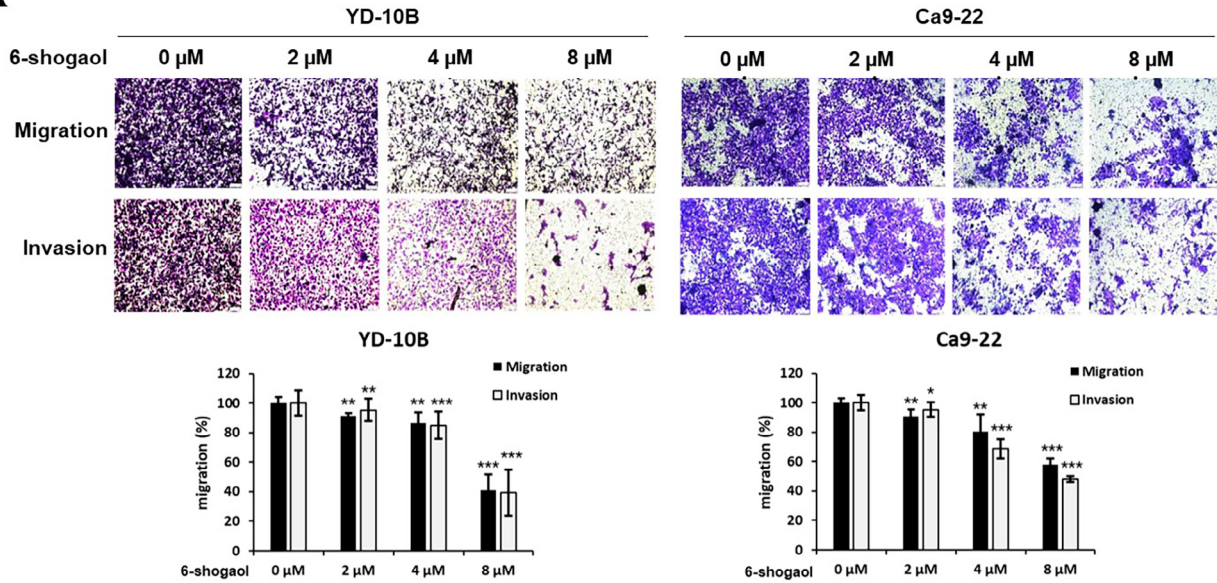 YD-10B Ca9-22
6-shogaol 0 µM 2 µM 4 µM 8 µM 0 µM 2 µM 4 µM 8 µM
Migration
Invasion
YD-10B
120
100
80
60
40
20
0
migration (%)
Migration
Invasion
** **
** ***
*** ***
6-shogaol 0 µM 2 µM 4 µM 8 µM
Ca9-22
120
100
80
60
40
20
0
migration (%)
Migration
Invasion
** *
** ***
*** ***
6-shogaol 0 µM 2 µM 4 µM 8 µM